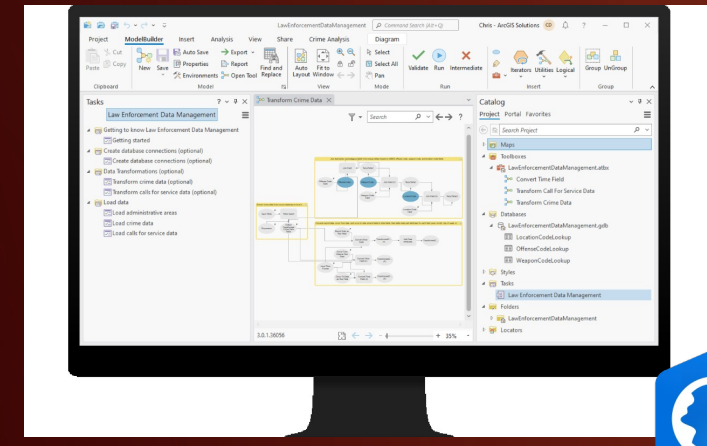 LawEnforcementDataManagement
Command Search (Alt+Q)
Chris - ArcGIS Solutions CD
?
Project ModelBuilder Insert Analysis View Share Crime Analysis Diagram
Paste
Cut
Copy
Clipboard
New
Save
Auto Save
Properties
Environments
Export
Report
Open Tool
Model
Find and
Replace
Auto
Layout
Fit to
Window
View
Select
Select All
Pan
Mode
Validate
Run
Intermediate
Run
Iterators
Utilities
Logical
Insert
Group
UnGroup
Group
Tasks
?
Law Enforcement Data Management
Getting to know Law Enforcement Data Management
Getting started
Create database connections (optional)
Create database connections (optional)
Data Transformations (optional)
Transform crime data (optional)
Transform calls for service data (optional)
Load data
Load administrative areas
Load crime data
Load calls for service data
Transform Crime Data
Search
?
3.0.1.36056
35%
Catalog
Project Portal Favorites
Search Project
Maps
Toolboxes
LawEnforcementDataManagement.atbx
Convert Time Field
Transform Call For Service Data
Transform Crime Data
Databases
LawEnforcementDataManagement.gdb
LocationCodeLookup
OffenseCodeLookup
WeaponCodeLookup
Styles
Tasks
Law Enforcement Data Management
Folders
LawEnforcementDataManagement
Locators